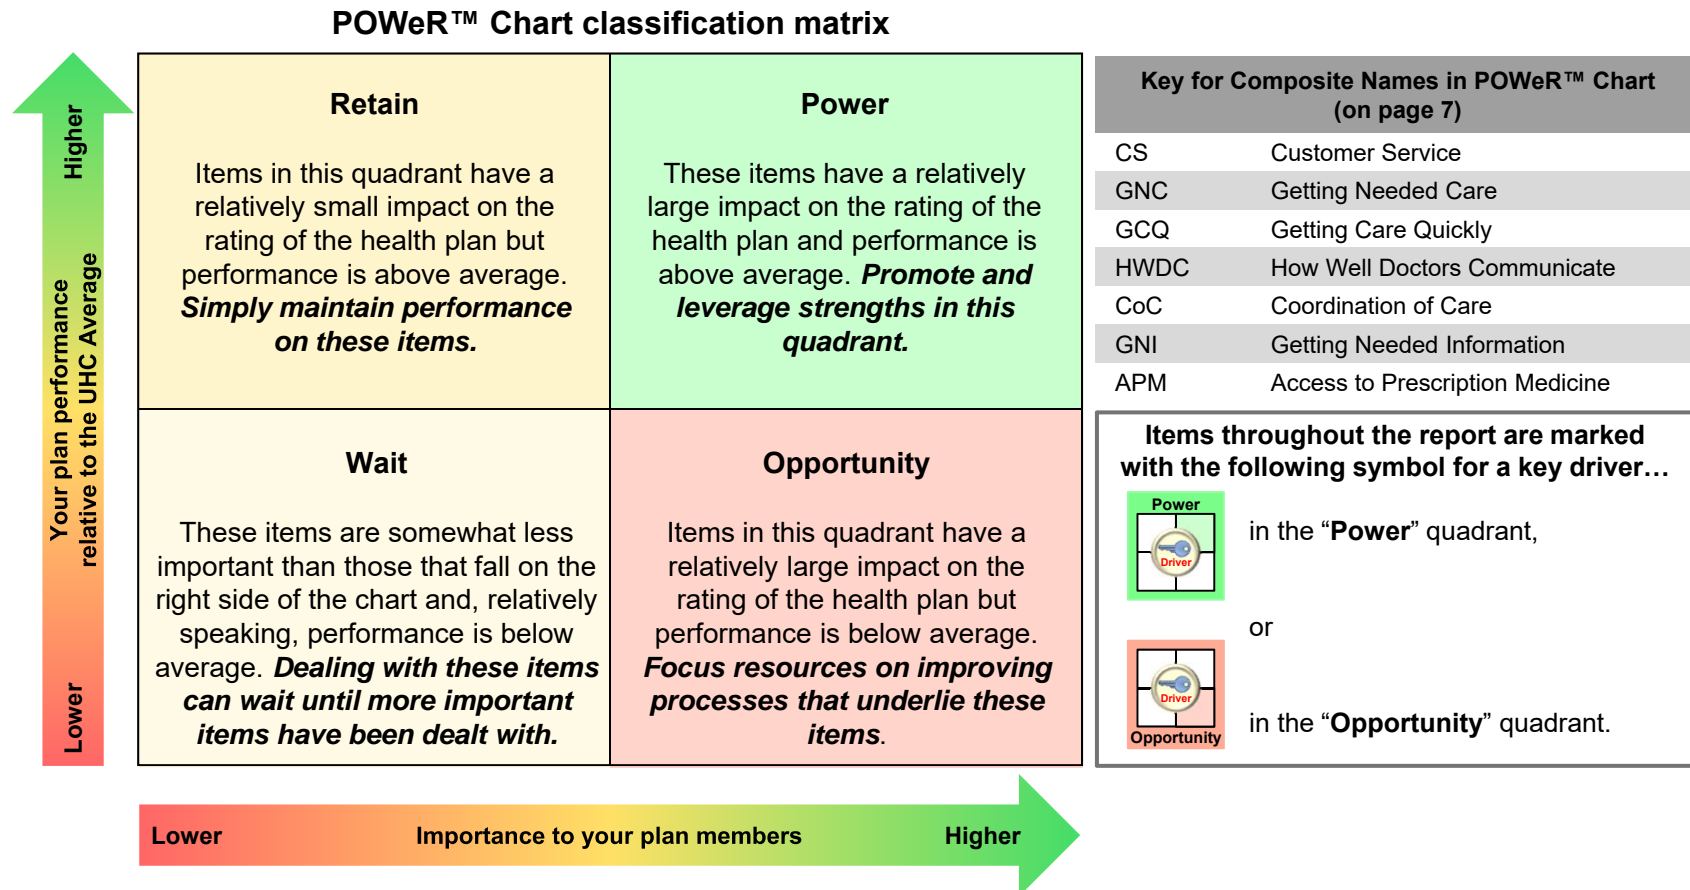 POWeR™ Chart classification matrix
Higher
Your plan performance
relative to the UHC Average
Lower
Retain
Items in this quadrant have a
relatively small impact on the
rating of the health plan but
performance is above average.
Simply maintain performance
on these items.
Power
These items have a relatively
large impact on the rating of the
health plan and performance is
above average. Promote and
leverage strengths in this
quadrant.
Wait
These items are somewhat less
important than those that fall on the
right side of the chart and, relatively
speaking, performance is below
average. Dealing with these items
can wait until more important
items have been dealt with.
Opportunity
Items in this quadrant have a
relatively large impact on the
rating of the health plan but
performance is below average.
Focus resources on improving
processes that underlie these
items.
Lower Importance to your plan members Higher
Key for Composite Names in POWeR™ Chart
(on page 7)
CS Customer Service
GNC Getting Needed Care
GCQ Getting Care Quickly
HWDC How Well Doctors Communicate
CoC Coordination of Care
GNI Getting Needed Information
APM Access to Prescription Medicine
Items throughout the report are marked
with the following symbol for a key driver…
Power
Driver
in the “Power” quadrant,
or
Driver
Opportunity
in the “Opportunity” quadrant.